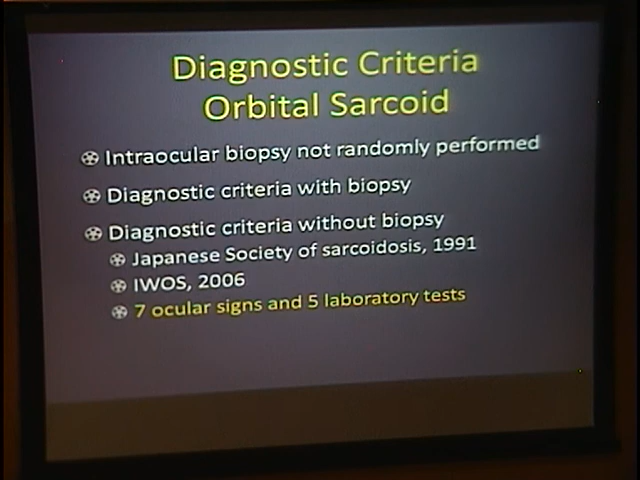 Diagnostic Criteria
Orbital Sarcoid
Intraocular biopsy not randomly performed
Diagnostic criteria with biopsy
Diagnostic criteria without biopsy
Japanese Society of sarcoidosis, 1991
IWOS, 2006
7 ocular signs and 5 laboratory tests